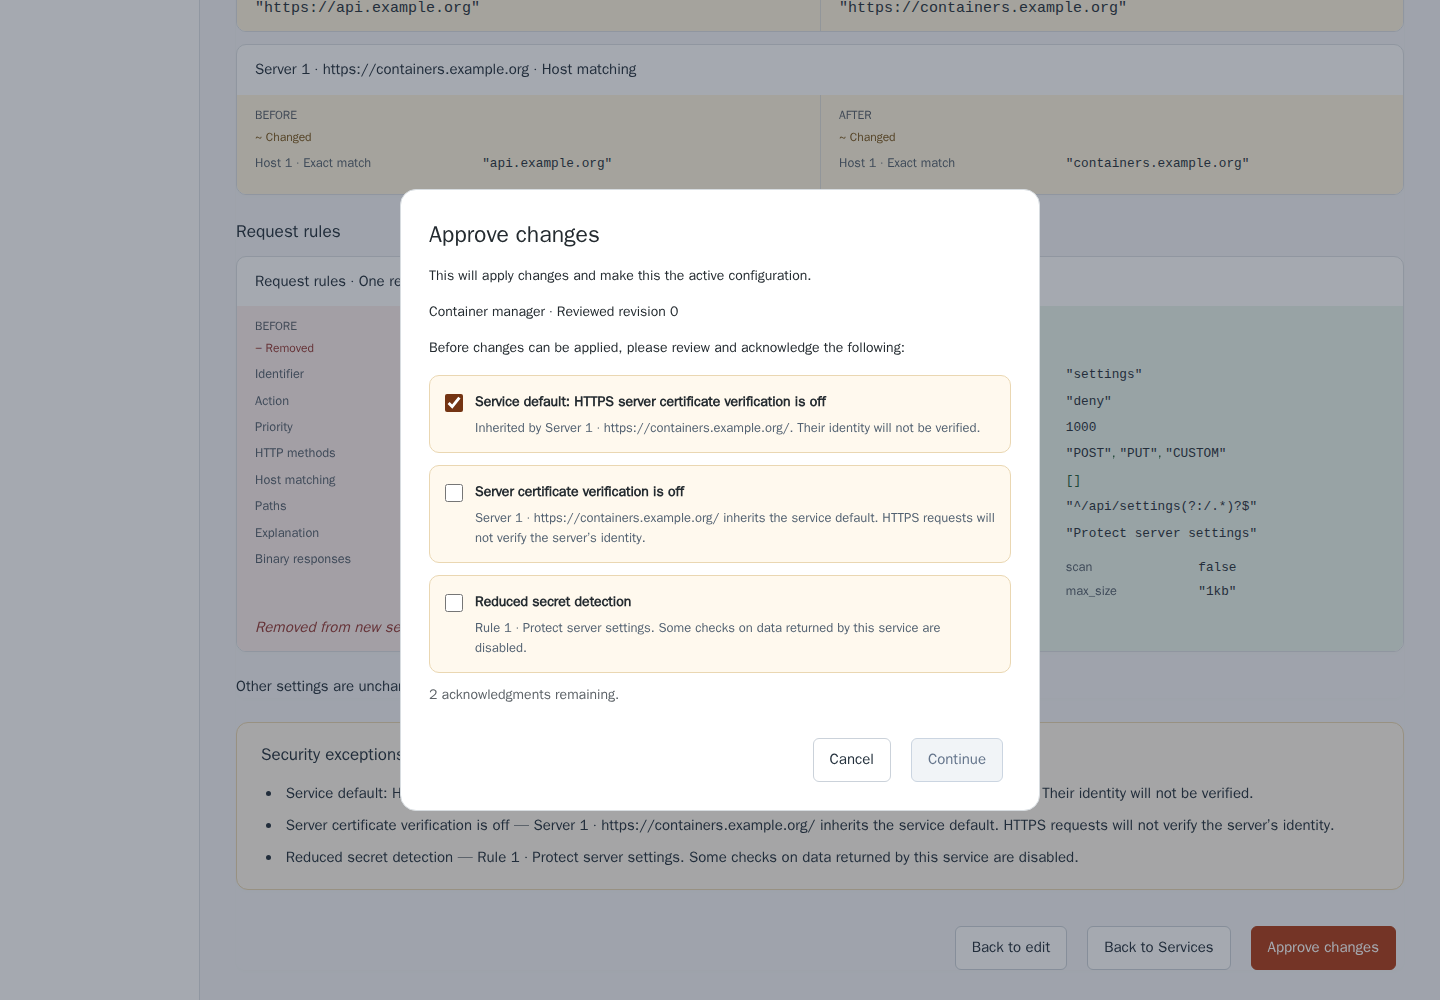 "https://api.example.org"
"https://containers.example.org"
Server 1 · https://containers.example.org · Host matching
BEFORE
~ Changed
Host 1 · Exact match
"api.example.org"
AFTER
~ Changed
Host 1 · Exact match
"containers.example.org"
Request rules
Request rules · One re
BEFORE
− Removed
Identifier
Action
Priority
HTTP methods
Host matching
Paths
Explanation
Binary responses
Removed from new se
"settings"
"deny"
1000
"POST", "PUT", "CUSTOM"
[]
"^/api/settings(?:/.*)?$"
"Protect server settings"
scan false
max_size "1kb"
Approve changes
This will apply changes and make this the active configuration.
Container manager · Reviewed revision 0
Before changes can be applied, please review and acknowledge the following:
Service default: HTTPS server certificate verification is off
Inherited by Server 1 · https://containers.example.org/. Their identity will not be verified.
Server certificate verification is off
Server 1 · https://containers.example.org/ inherits the service default. HTTPS requests will
not verify the server's identity.
Reduced secret detection
Rule 1 · Protect server settings. Some checks on data returned by this service are
disabled.
2 acknowledgments remaining.
Cancel
Continue
Other settings are unchan
Security exceptions
Service default: H
Their identity will not be verified.
Server certificate verification is off — Server 1 · https://containers.example.org/ inherits the service default. HTTPS requests will not verify the server's identity.
Reduced secret detection — Rule 1 · Protect server settings. Some checks on data returned by this service are disabled.
Back to edit
Back to Services
Approve changes